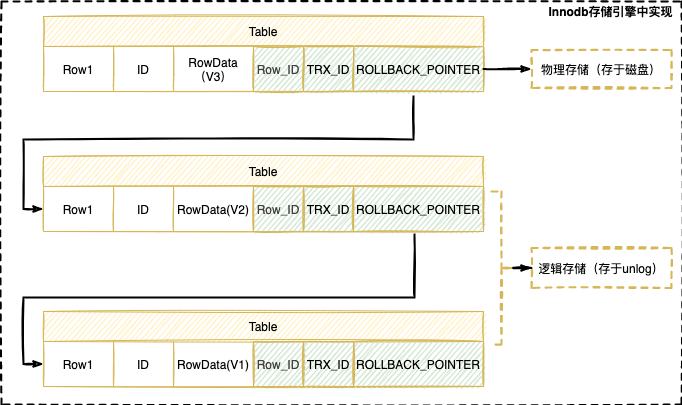 Innodb存储引擎中实现
Table
Row1 ID RowData (V3) Row_ID TRX_ID ROLLBACK_POINTER
物理存储（存于磁盘）
Table
Row1 ID RowData(V2) Row_ID TRX_ID ROLLBACK_POINTER
逻辑存储（存于unlog）
Table
Row1 ID RowData(V1) Row_ID TRX_ID ROLLBACK_POINTER